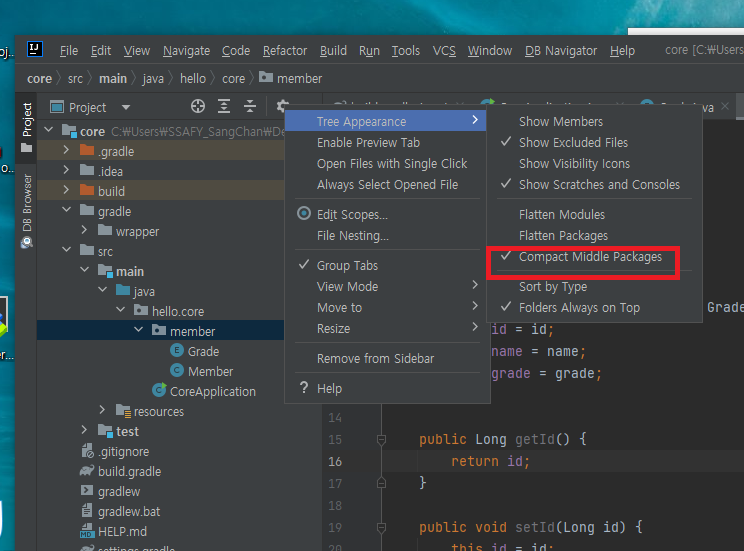 oj..
o...
er...
IJ
File Edit View Navigate Code Refactor Build Run Tools VCS Window DB Navigator Help core [C:₩Users
core src main java hello core member
Project
DB Browser
Project
core C:₩Users₩SSAFY_SangChan₩De
.gradle
.idea
build
gradle
wrapper
src
main
java
hello.core
member
E Grade
C Member
CoreApplication
resources
test
.gitignore
build.gradle
gradlew
gradlew.bat
HELP.md
settings.gradle
Tree Appearance
Enable Preview Tab
Open Files with Single Click
Always Select Opened File
Edit Scopes...
File Nesting...
Group Tabs
View Mode
Move to
Resize
Remove from Sidebar
? Help
Show Members
Show Excluded Files
Show Visibility Icons
Show Scratches and Consoles
Flatten Modules
Flatten Packages
Compact Middle Packages
Sort by Type
Folders Always on Top
Grade
id = id;
name = name;
grade = grade;
14
15 public Long getId() {
16 return id;
17 }
18
19 public void setId(Long id) {
20 this.id = id;